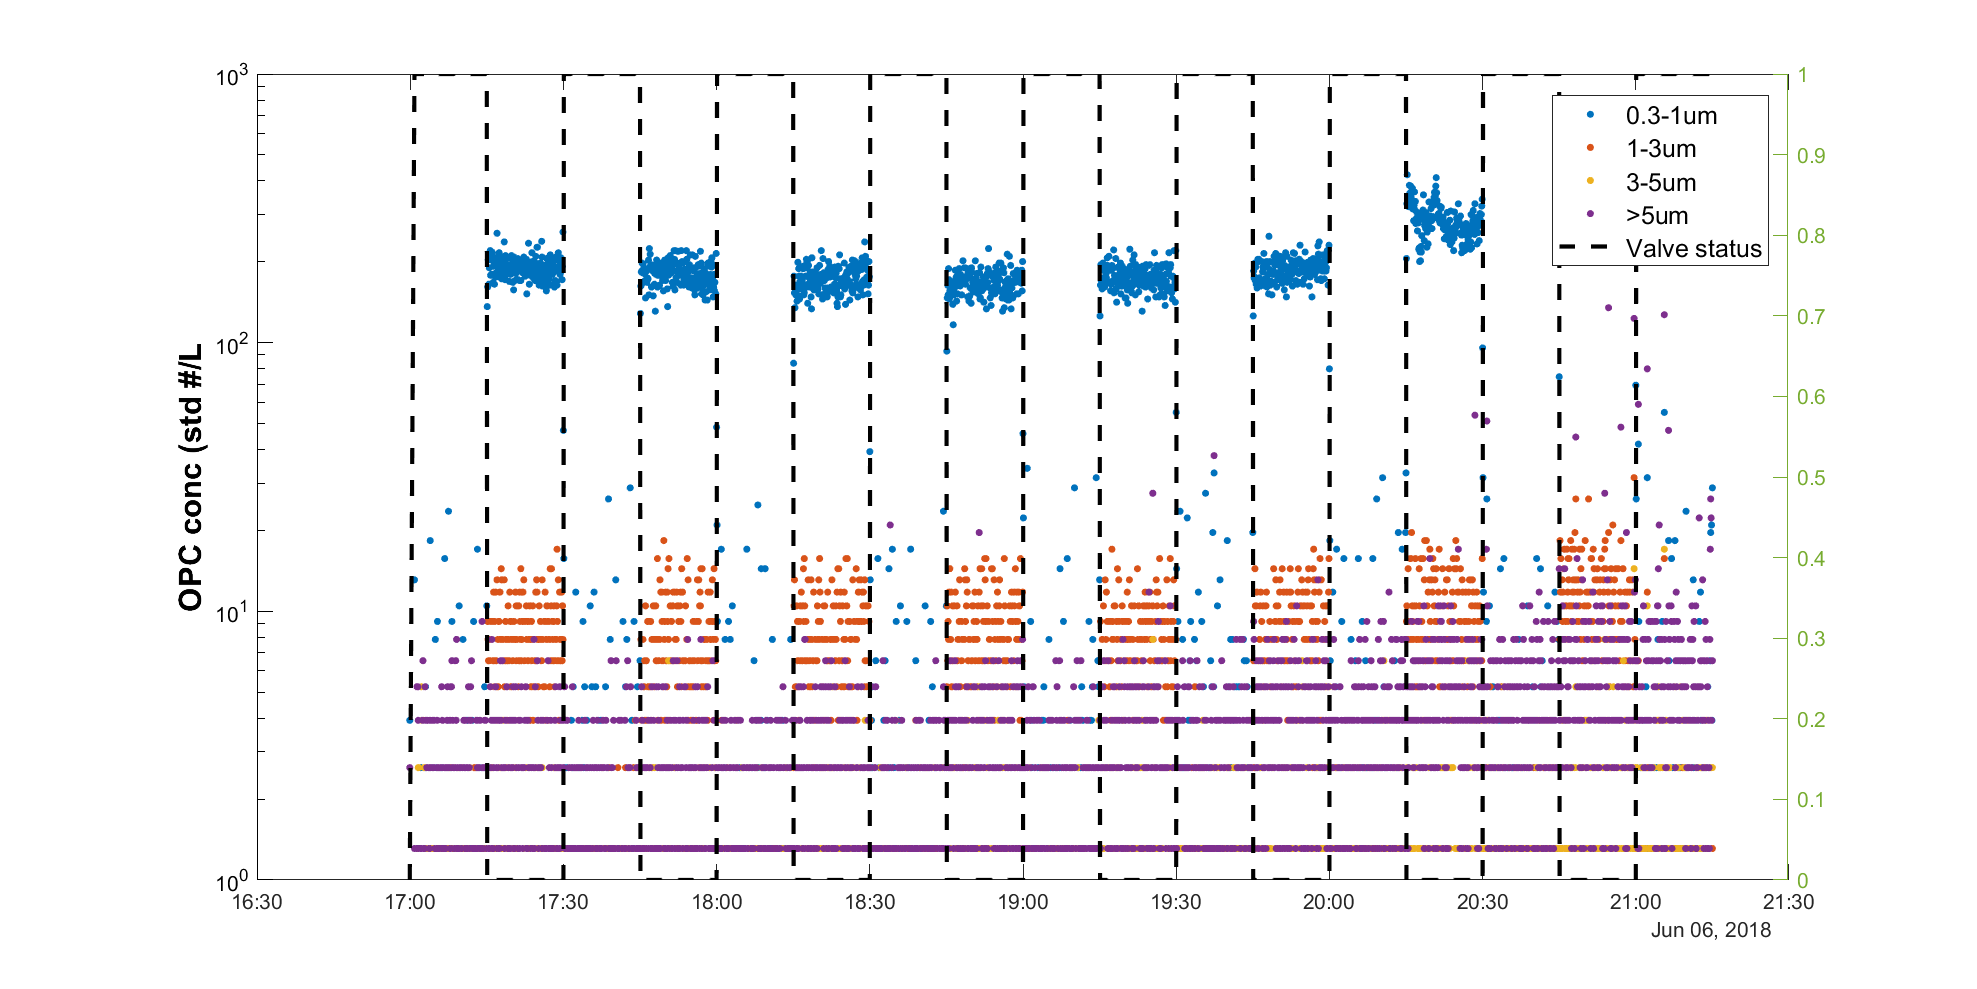 10^3
10^2
10^1
10^0
OPC conc (std #/L
0.3-1um
1-3um
3-5um
>5um
Valve status
1
0.9
0.8
0.7
0.6
0.5
0.4
0.3
0.2
0.1
0
16:30 17:00 17:30 18:00 18:30 19:00 19:30 20:00 20:30 21:00 21:30
Jun 06, 2018